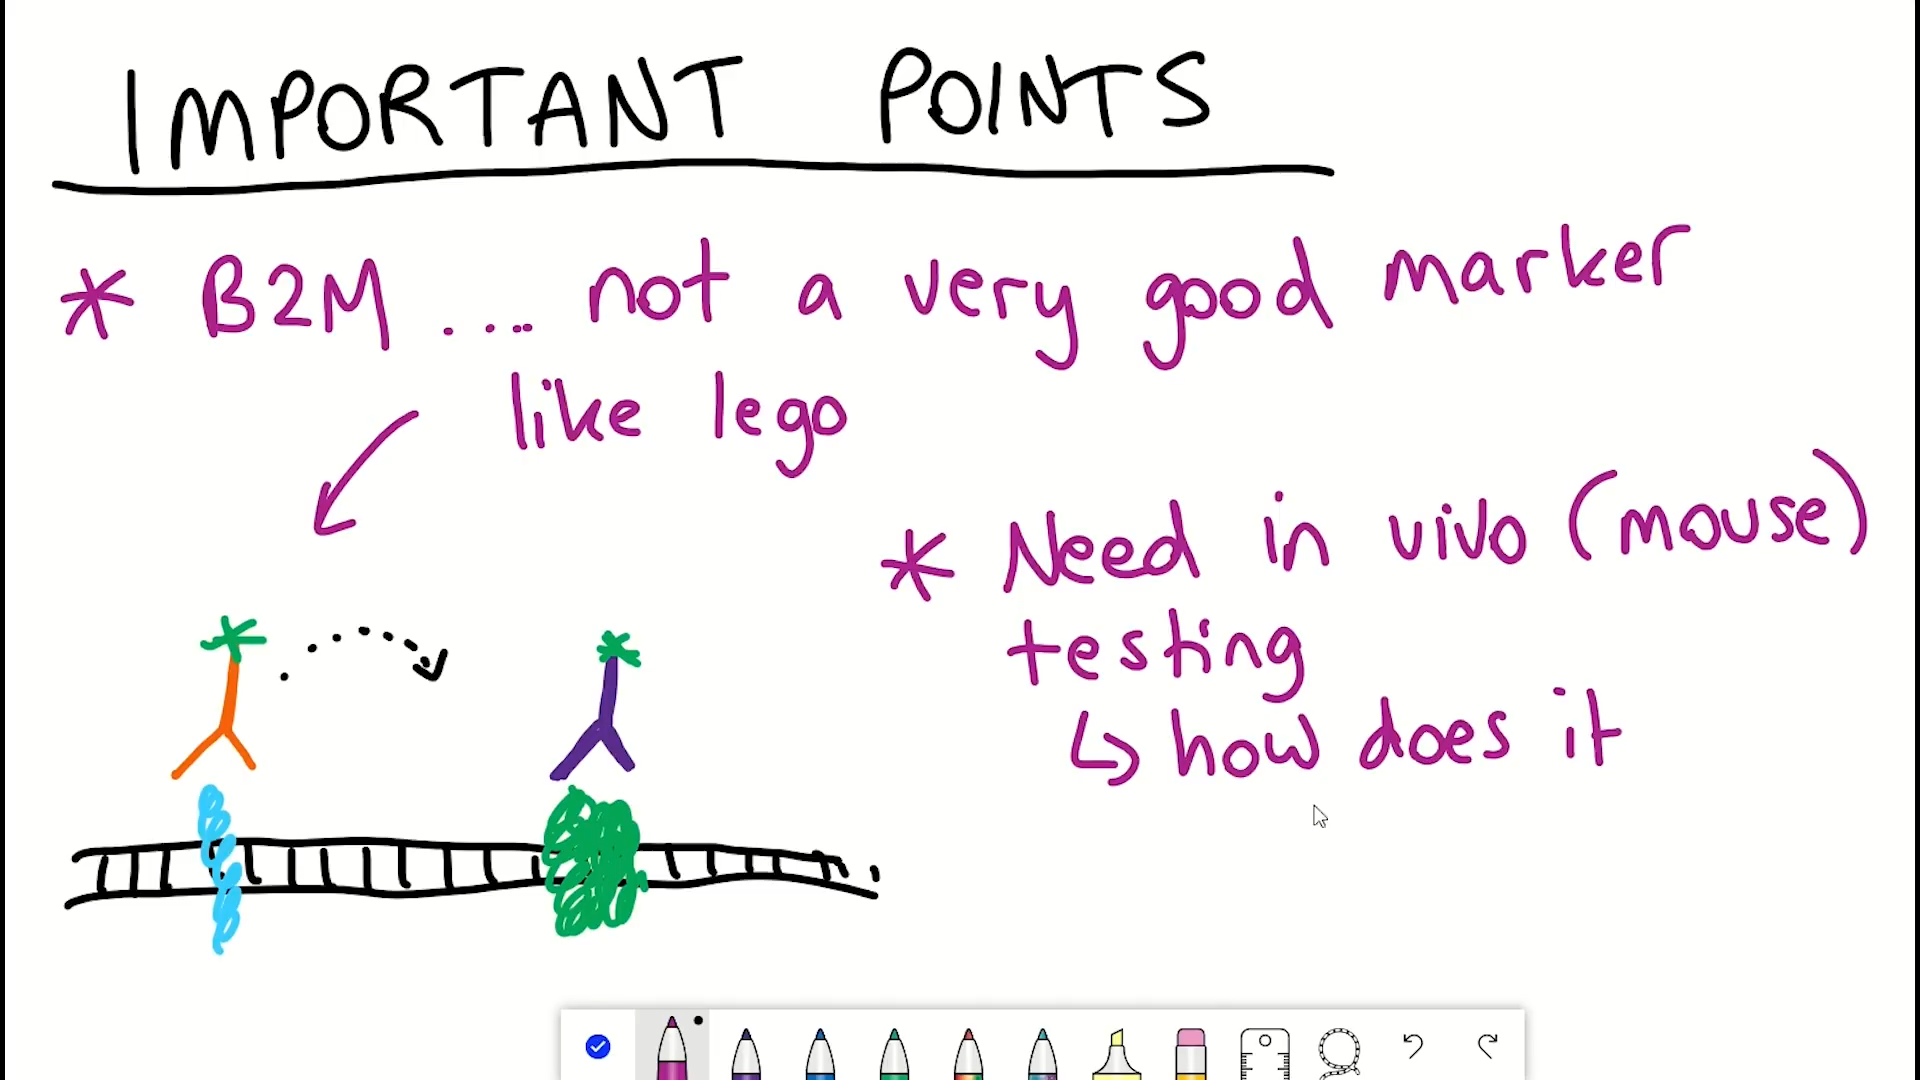 IMPORTANT POINTS
* B2M .... not a very good marker
like lego
* Need in vivo (mouse)
testing
↳ how does it